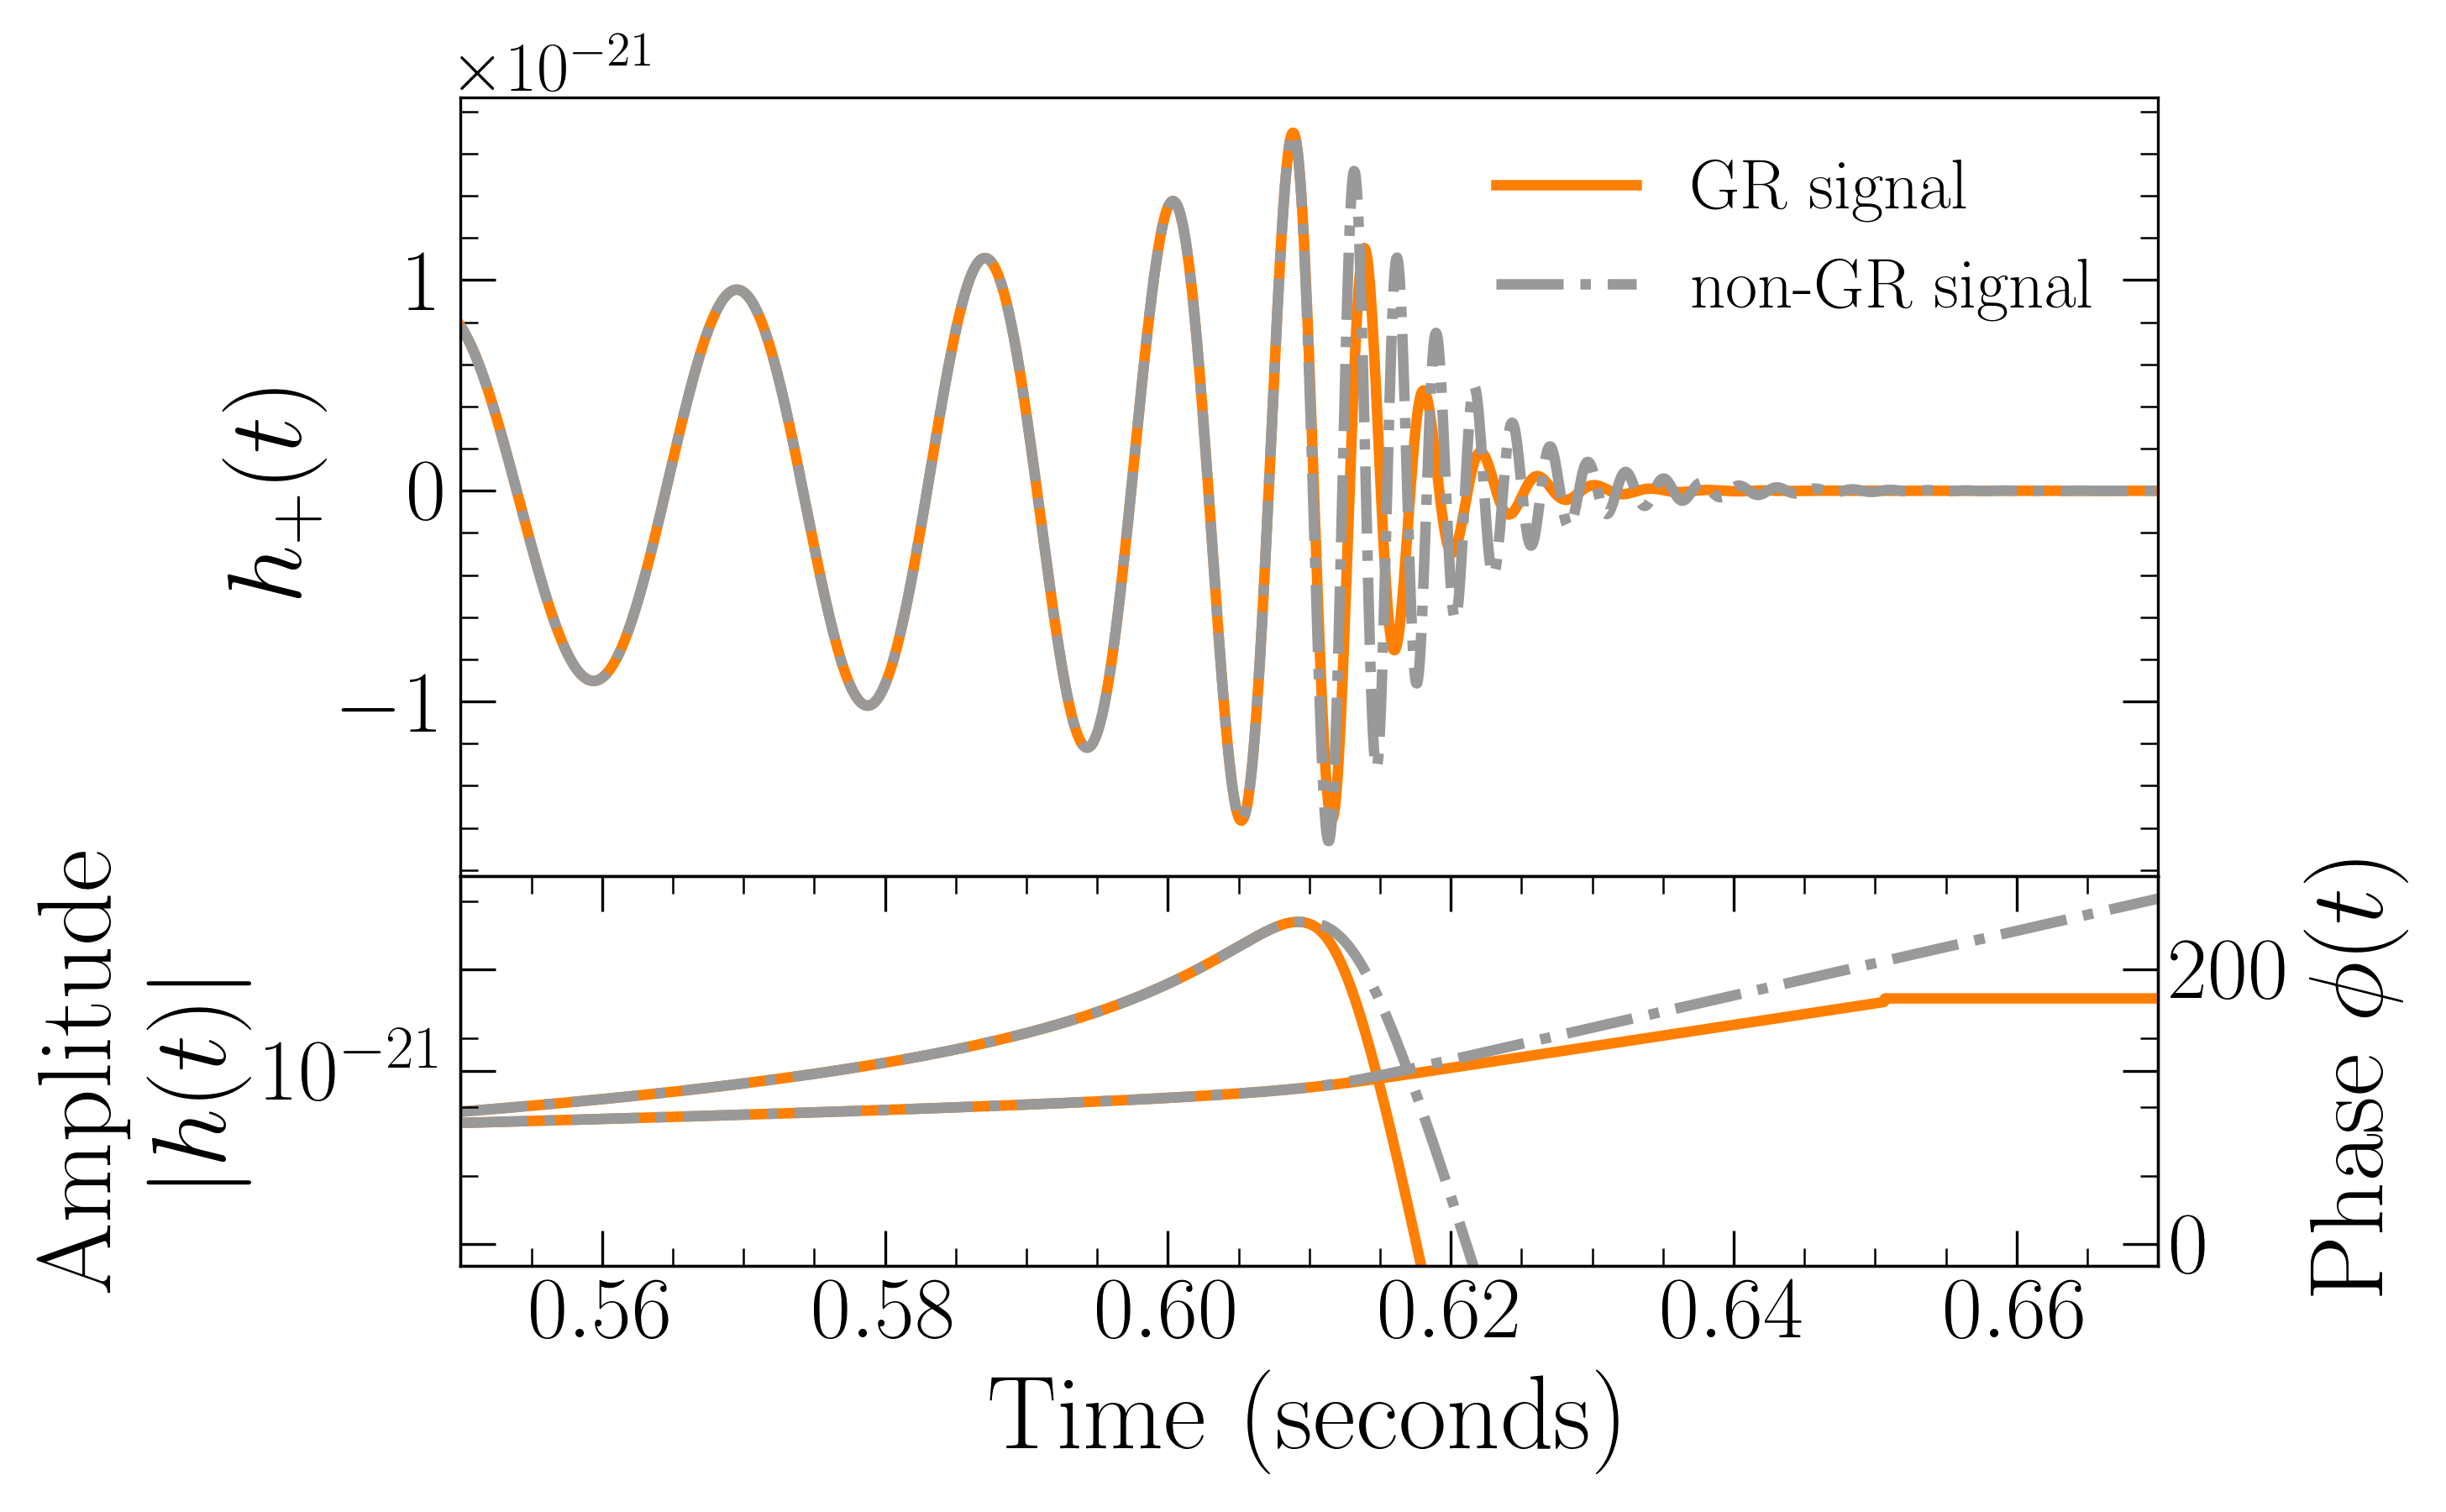 ×10⁻²¹
GR signal
non-GR signal
1
0
−1
h₊(t)
Amplitude
|h(t)|
10⁻²¹
200
0
Phase ϕ(t)
0.56 0.58 0.60 0.62 0.64 0.66
Time (seconds)